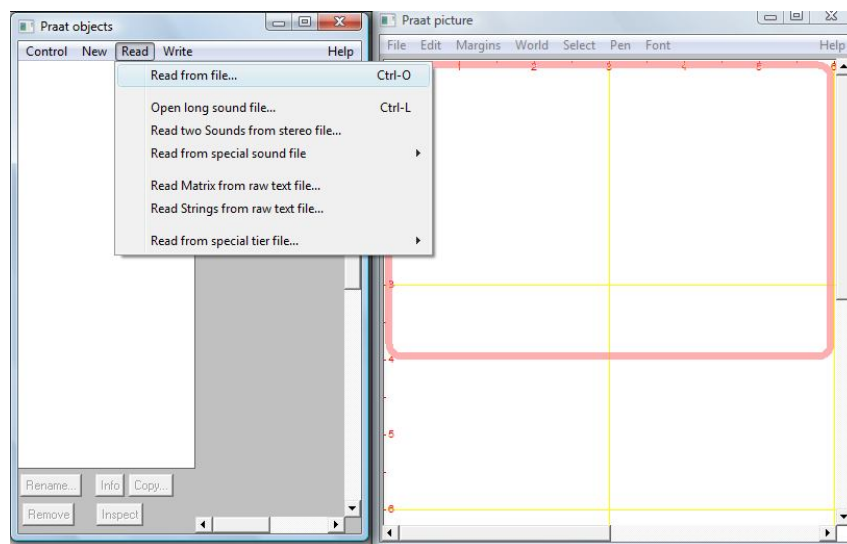 Praat objects
Control New Read Write Help
Read from file... Ctrl-O
Open long sound file... Ctrl-L
Read two Sounds from stereo file...
Read from special sound file
Read Matrix from raw text file...
Read Strings from raw text file...
Read from special tier file...
Rename... Info Copy...
Remove Inspect
Praat picture
File Edit Margins World Select Pen Font Help
1 2 3 4 5 6
3
4
5
6